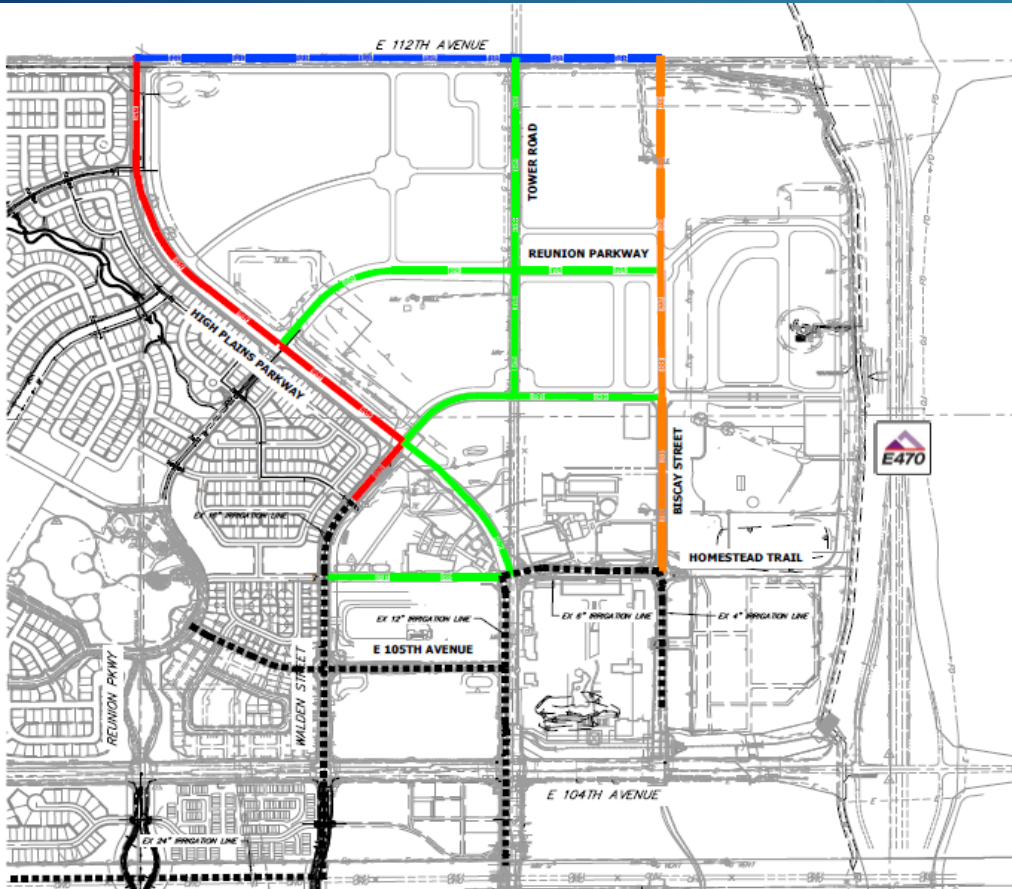 E 112TH AVENUE
TOWER ROAD
REUNION PARKWAY
HIGH PLAINS PARKWAY
E470
BISCAY STREET
EX 16" IRRIGATION LINE
HOMESTEAD TRAIL
EX 12" IRRIGATION LINE
EX 8" IRRIGATION LINE
EX 4" IRRIGATION LINE
E 105TH AVENUE
REUNION PKWY
WALDEN STREET
E 104TH AVENUE
EX 24" IRRIGATION LINE